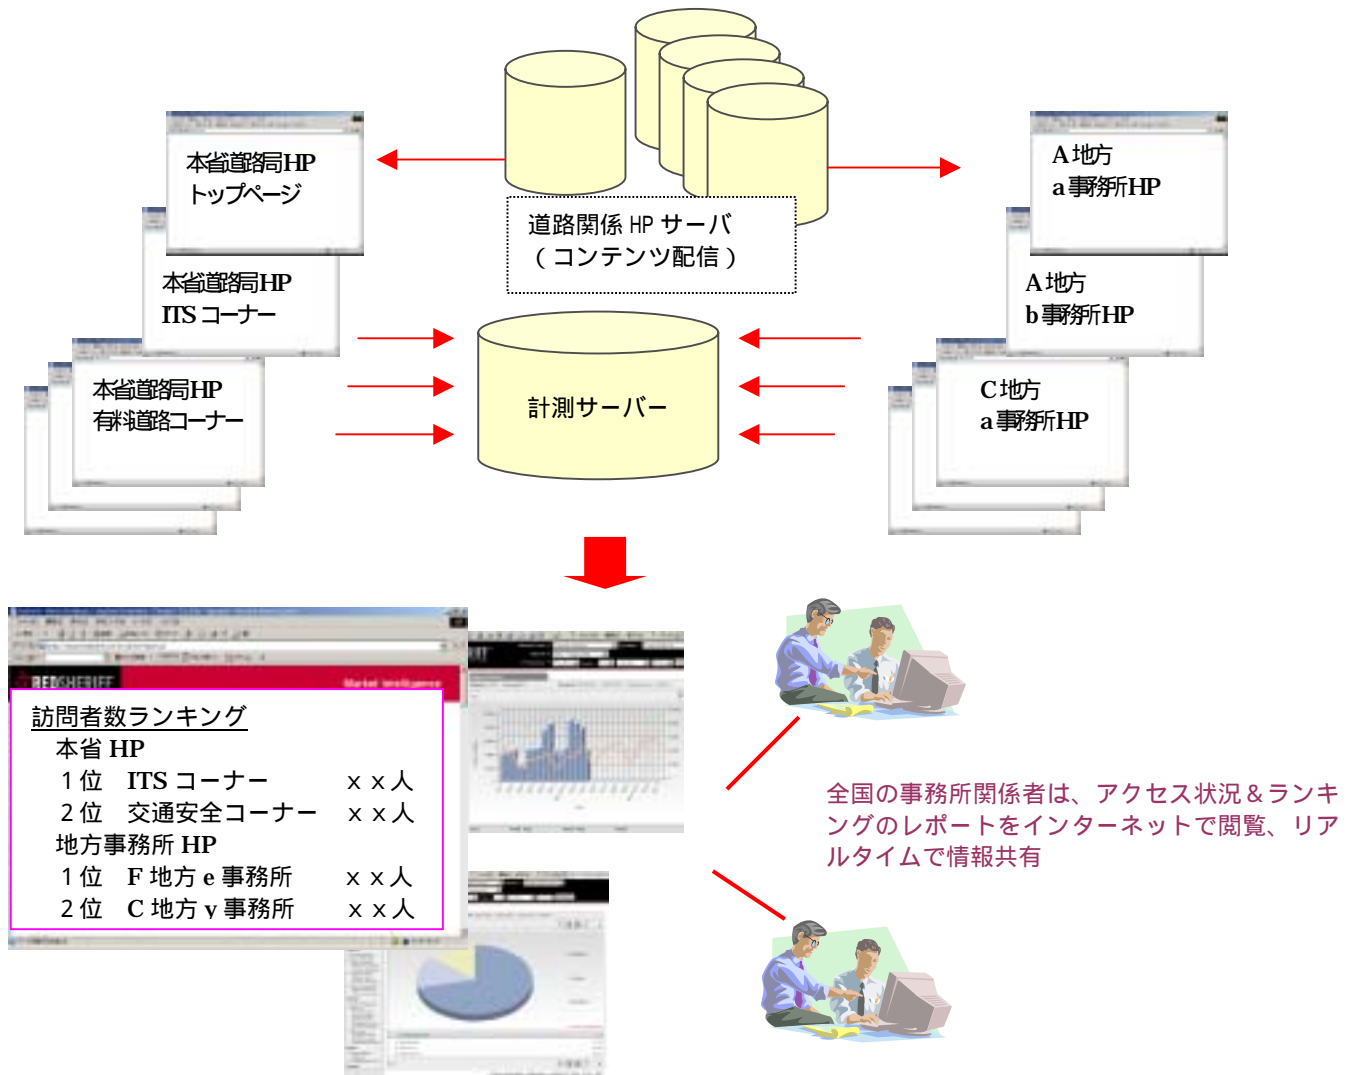 本省道路局HP
トップページ
本省道路局HP
ITS コーナー
本省道路局HP
有料道路コーナー
道路関係 HP サーバ
（コンテンツ配信）
計測サーバー
A 地方
a 事務所HP
A 地方
b 事務所HP
C 地方
a 事務所HP
REDSHERIFF
Market Intelligence
訪問者数ランキング
本省 HP
1位 ITS コーナー ｘｘ人
2位 交通安全コーナー ｘｘ人
地方事務所 HP
1位 F 地方 e 事務所 ｘｘ人
2位 C 地方 y 事務所 ｘｘ人
全国の事務所関係者は、アクセス状況＆ランキ
ングのレポートをインターネットで閲覧、リア
ルタイムで情報共有